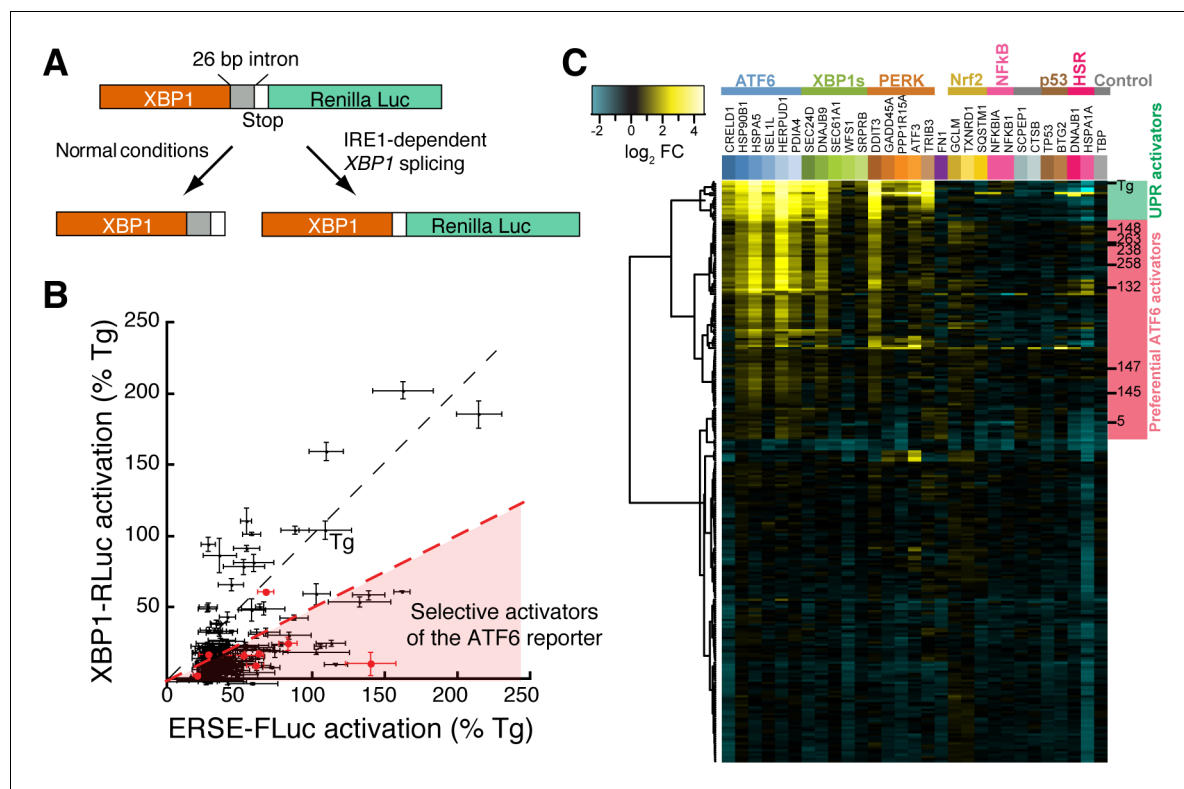 A
26 bp intron
XBP1
Renilla Luc
Stop
Normal conditions
IRE1-dependent
XBP1 splicing
XBP1
XBP1
Renilla Luc
B
XBP1-RLuc activation (% Tg)
250
200
150
100
50
0
50
100
150
200
250
ERSE-FLuc activation (% Tg)
Tg
Selective activators
of the ATF6 reporter
C
-2
0
2
4
log2 FC
ATF6
XBP1s
PERK
Nrf2
NFkB
p53
HSR
Control
CRELD1
HSP90B1
HSPA5
SEL1L
HERPUD1
PDIA4
SEC24D
DNAJB9
SEC61A1
WFS1
SRPRB
DDIT3
GADD45A
PPP1R15A
ATF3
TRIB3
FN1
GCLM
TXNRD1
SQSTM1
NFKBIA
NFKB1
SCPEP1
CTSB
TP53
BTG2
DNAJB1
HSPA1A
TBP
Tg
148
263
238
258
132
147
145
5
UPR activators
Preferential ATF6 activators